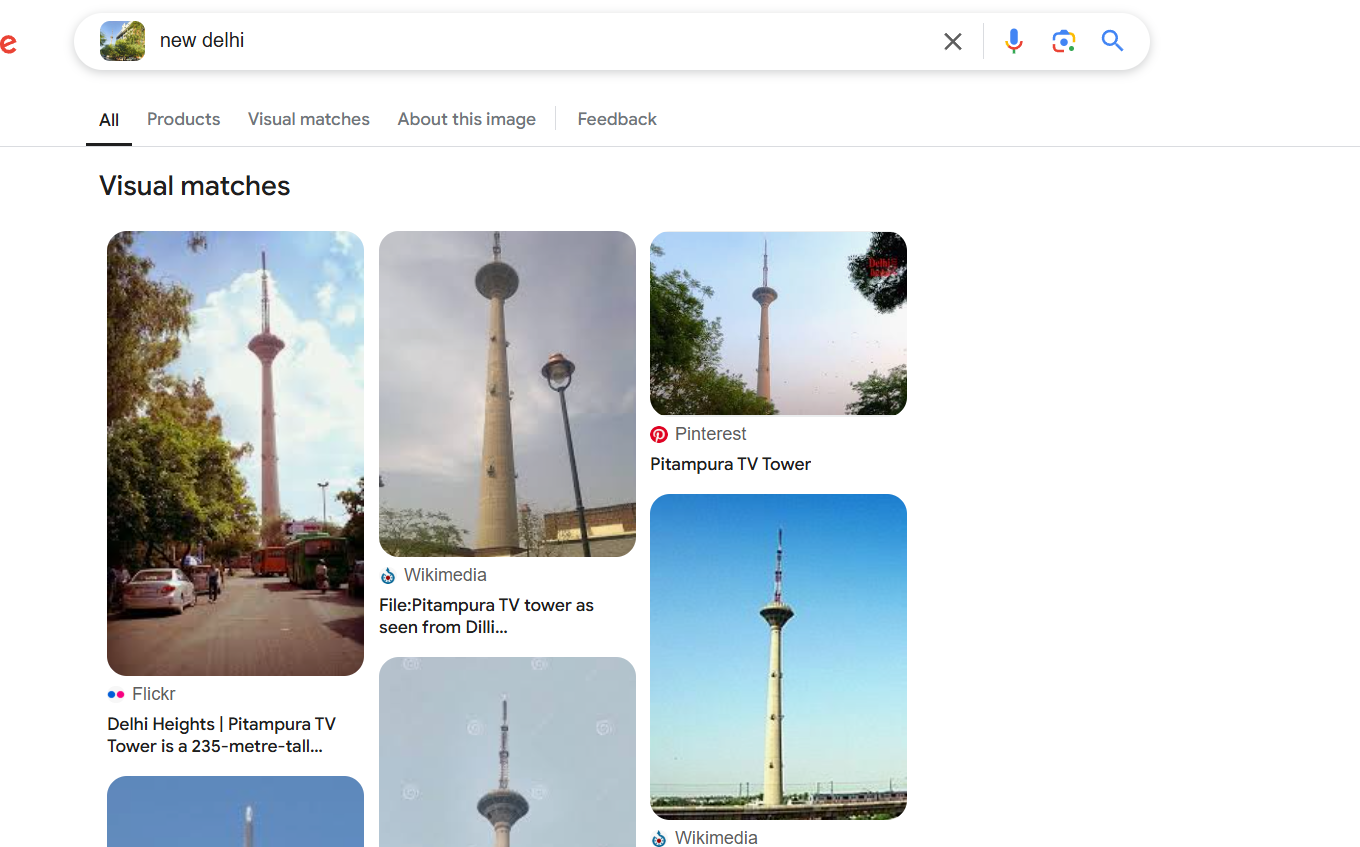 e
new delhi
All
Products
Visual matches
About this image
Feedback
Visual matches
Flickr
Delhi Heights | Pitampura TV
Tower is a 235-metre-tall...
Wikimedia
File:Pitampura TV tower as
seen from Dilli...
Delhi
Pinterest
Pitampura TV Tower
Wikimedia